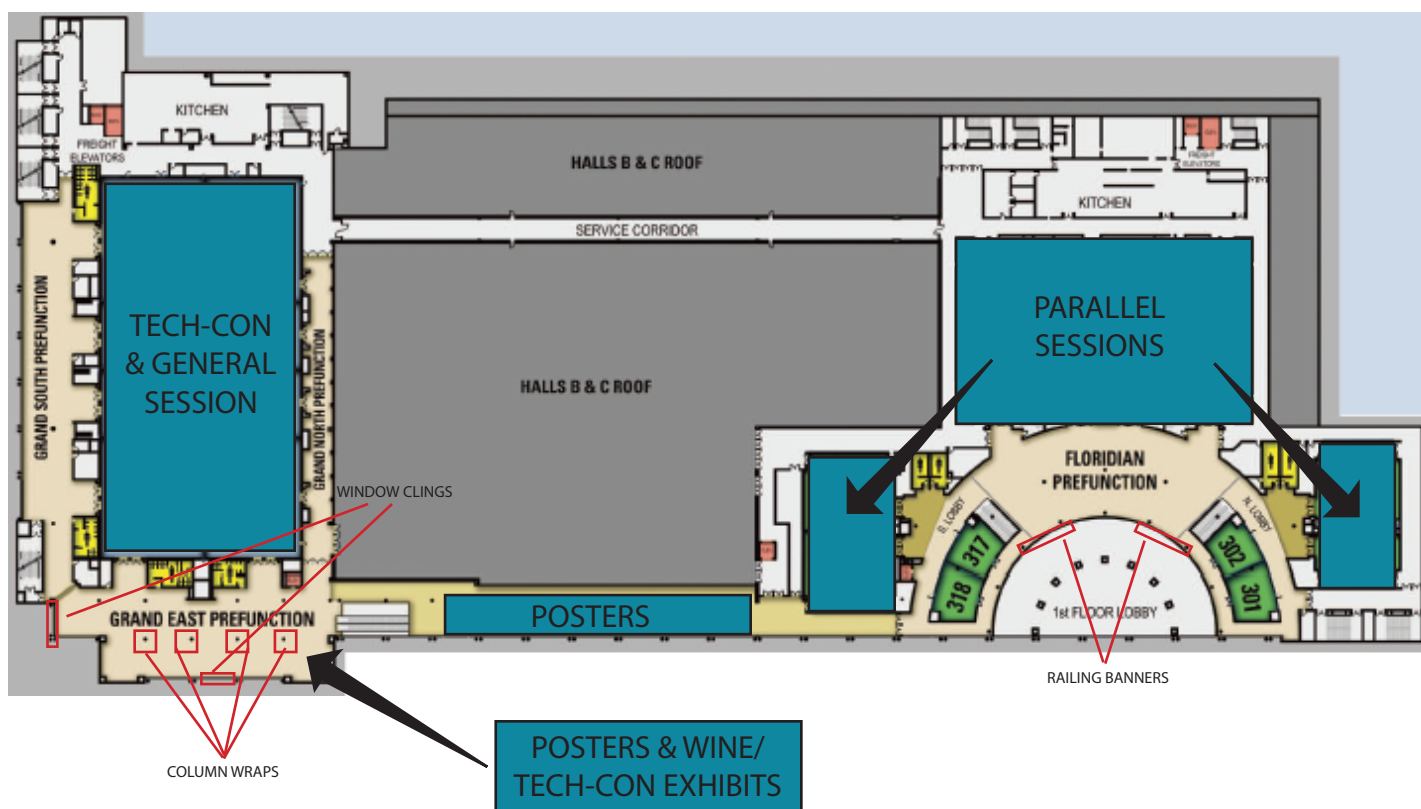 KITCHEN
FREIGHT
ELEVATORS
HALLS B & C ROOF
FREIGHT
ELEVATORS
KITCHEN
SERVICE CORRIDOR
TECH-CON
& GENERAL
SESSION
GRAND SOUTH PREFUNCTION
GRAND NORTH PREFUNCTION
HALLS B & C ROOF
PARALLEL
SESSIONS
WINDOW CLINGS
FLORIDIAN
PREFUNCTION
S. LOBBY
N. LOBBY
317
318
302
301
1st FLOOR LOBBY
GRAND EAST PREFUNCTION
POSTERS
RAILING BANNERS
COLUMN WRAPS
POSTERS & WINE/
TECH-CON EXHIBITS